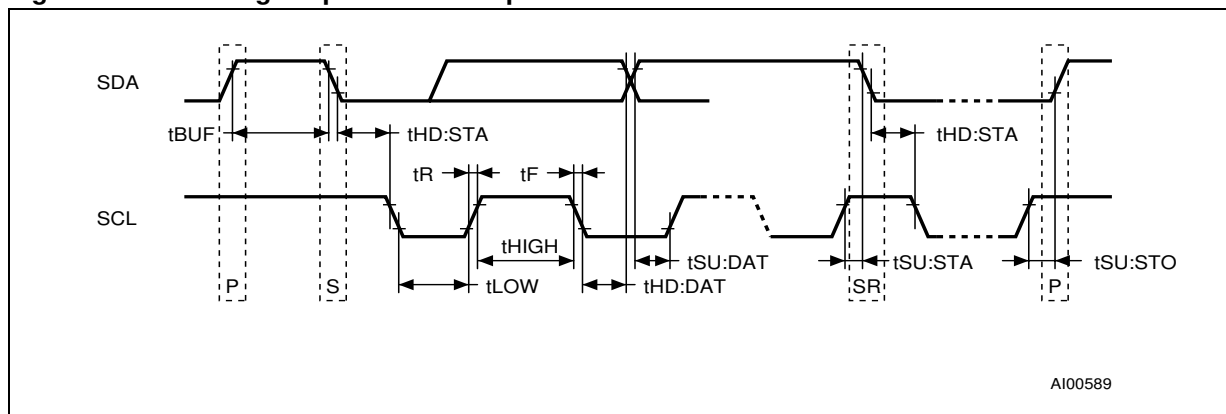 SDA
tBUF
tHD:STA
tHD:STA
tR
tF
SCL
tHIGH
tSU:DAT
tSU:STA
tSU:STO
P
S
tLOW
tHD:DAT
SR
P
AI00589